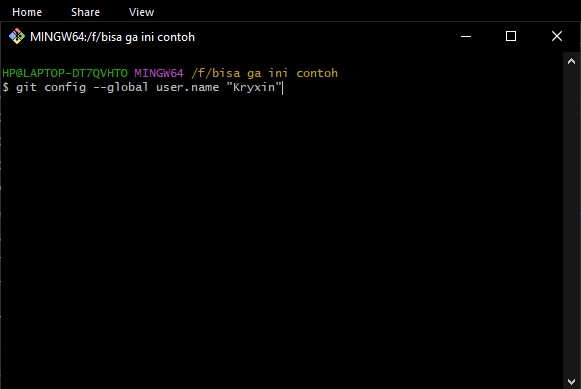 Home Share View
MINGW64:/f/bisa ga ini contoh
HP@LAPTOP-DT7QVHTO MINGW64 /f/bisa ga ini contoh
$ git config --global user.name "Kryxin"